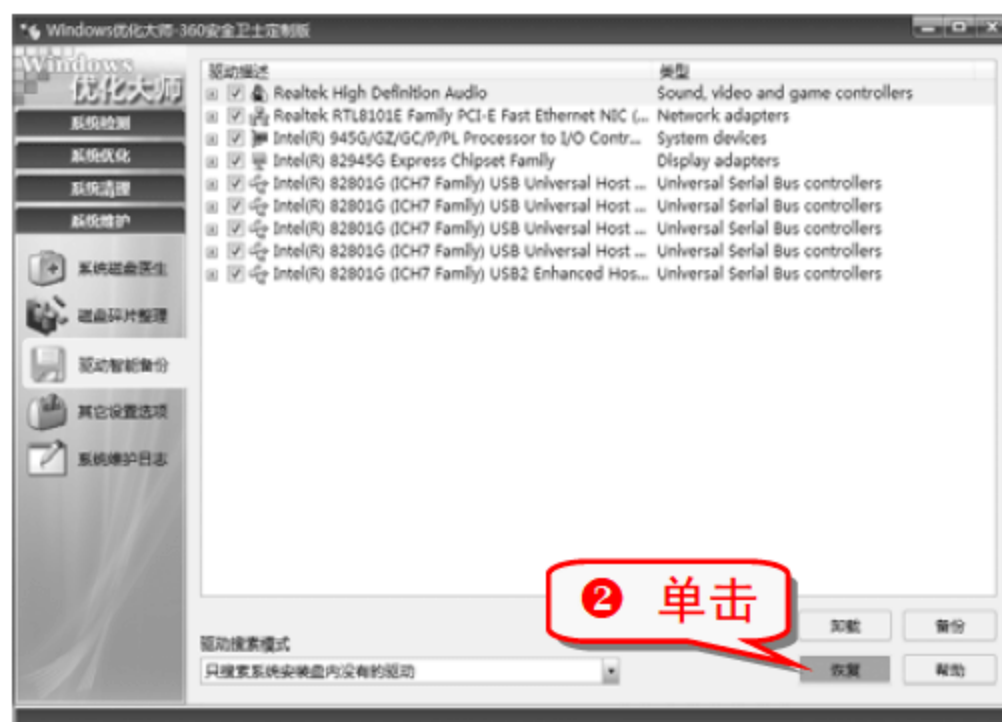 Windows优化大师-360安全卫士定制版
Windows
优化大师
系统检测
系统优化
系统清理
系统维护
系统磁盘医生
磁盘碎片整理
驱动智能备份
其它设置选项
系统维护日志
驱动描述 类型
Realtek High Definition Audio Sound, video and game controllers
Realtek RTL8101E Family PCI-E Fast Ethernet NIC (... Network adapters
Intel(R) 945G/GZ/GC/P/PL Processor to I/O Contr... System devices
Intel(R) 82945G Express Chipset Family Display adapters
Intel(R) 82801G (ICH7 Family) USB Universal Host ... Universal Serial Bus controllers
Intel(R) 82801G (ICH7 Family) USB Universal Host ... Universal Serial Bus controllers
Intel(R) 82801G (ICH7 Family) USB Universal Host ... Universal Serial Bus controllers
Intel(R) 82801G (ICH7 Family) USB Universal Host ... Universal Serial Bus controllers
Intel(R) 82801G (ICH7 Family) USB2 Enhanced Hos... Universal Serial Bus controllers
❷ 单击
卸载 备份
驱动搜索模式
只搜索系统安装盘内没有的驱动
恢复 帮助